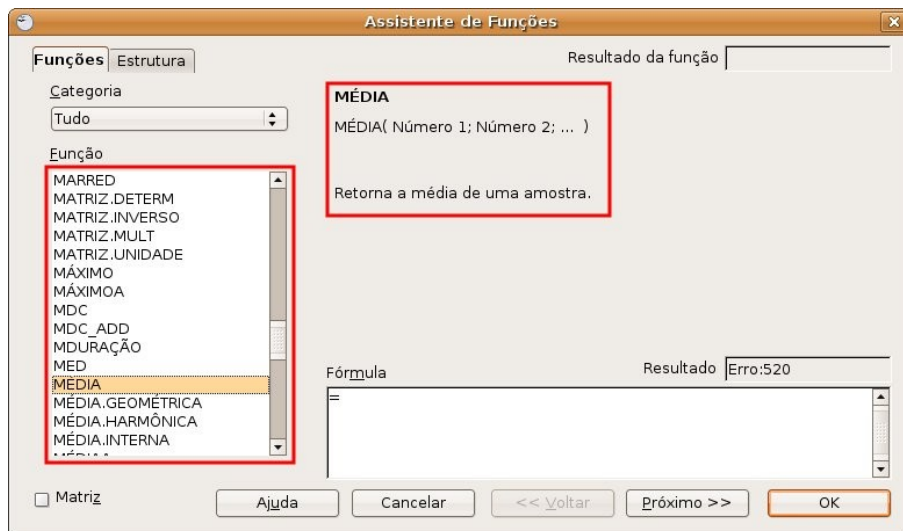 Assistente de Funções
Funções
Estrutura
Resultado da função
Categoria
Tudo
Função
MARRED
MATRIZ.DETERM
MATRIZ.INVERSO
MATRIZ.MULT
MATRIZ.UNIDADE
MÁXIMO
MÁXIMOA
MDC
MDC_ADD
MDURAÇÃO
MED
MÉDIA
MÉDIA.GEOMÉTRICA
MÉDIA.HARMÔNICA
MÉDIA.INTERNA
MÉDIA
MÉDIA( Número 1; Número 2; ... )
Retorna a média de uma amostra.
Fórmula
Resultado
Erro:520
=
Matriz
Ajuda
Cancelar
<< Voltar
Próximo >>
OK